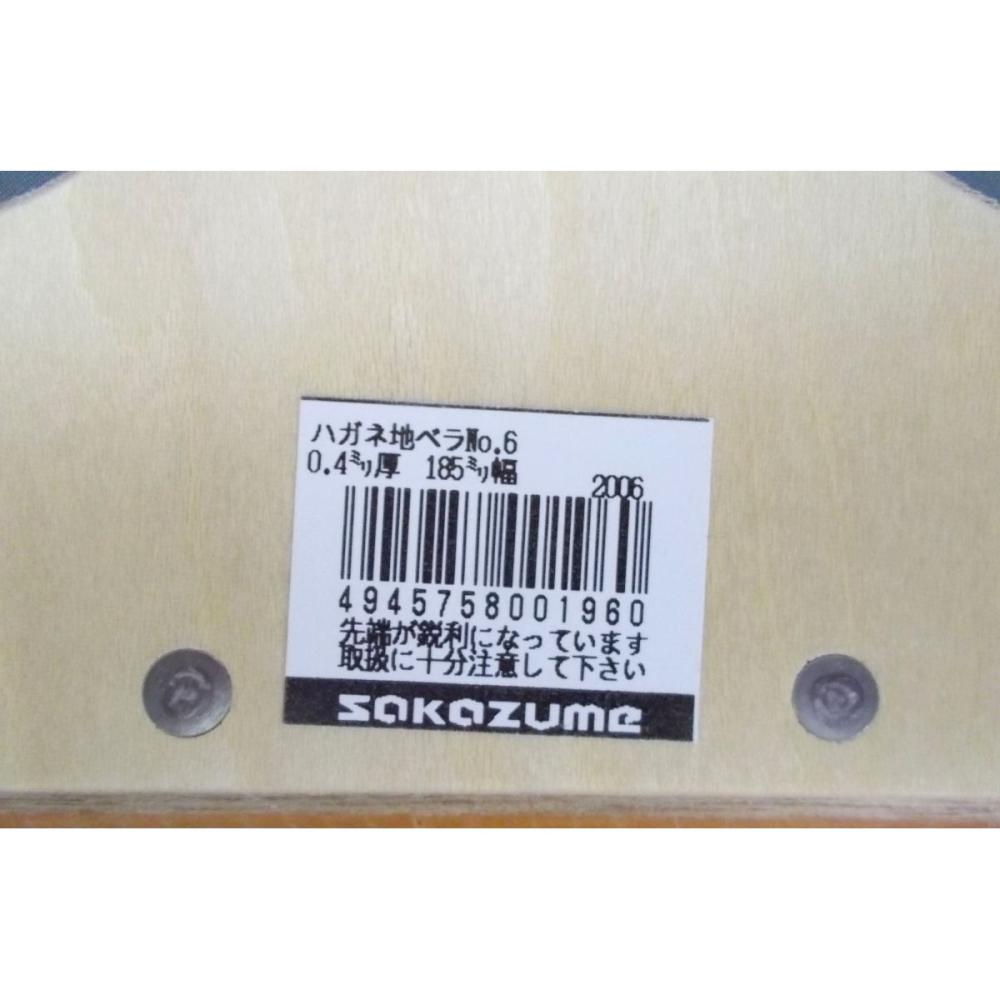 ハガネ地ベラNo.6
0.4㍉厚 185㍉幅 2006
4945758001960
先端が鋭利になっています
取扱に十分注意して下さい
sakazume